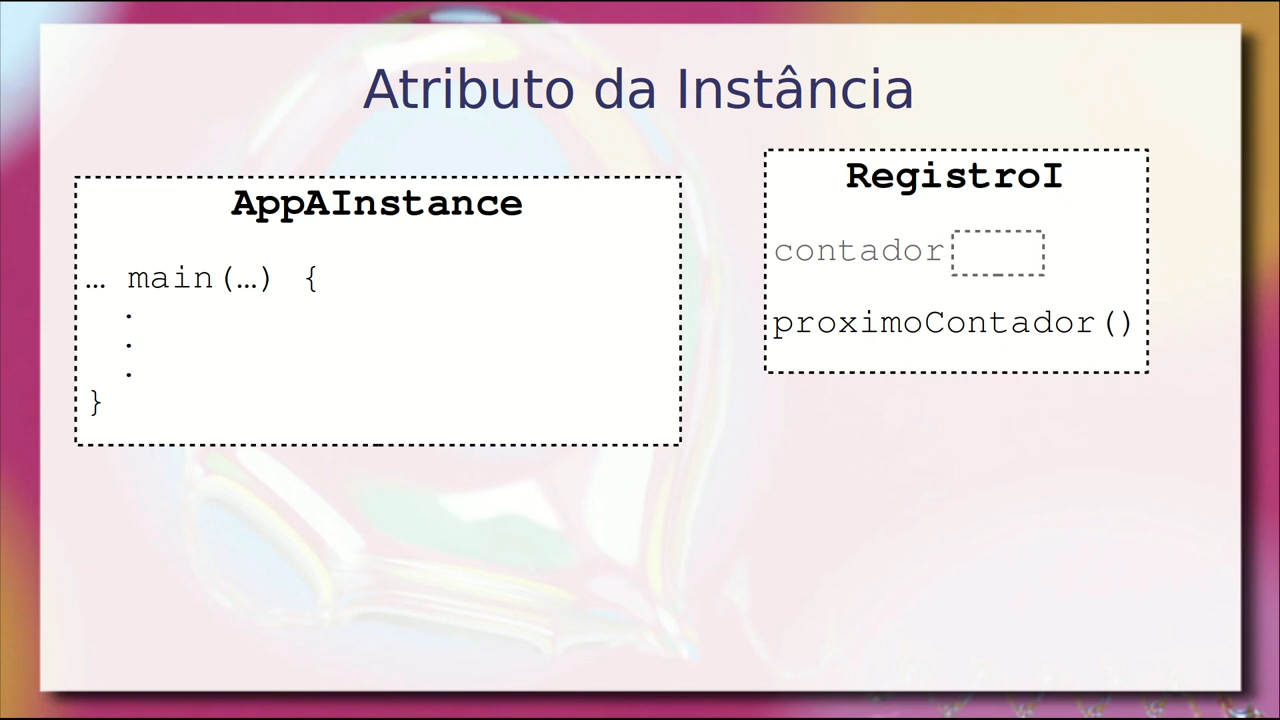 Atributo da Instância
AppAInstance
… main(…) {
.
.
.
}
RegistroI
contador
proximoContador()